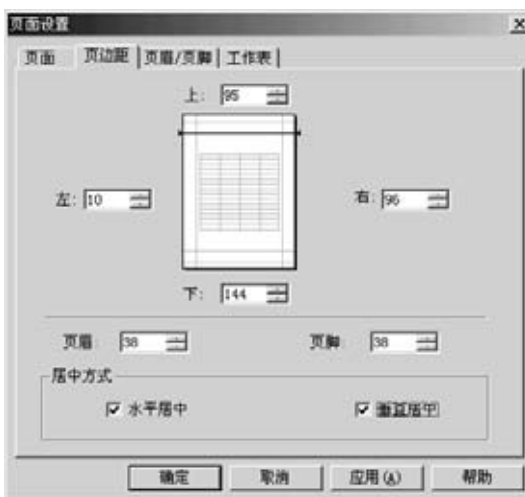 页面设置
页面 页边距 页眉/页脚 工作表
上: 95
左: 10 右: 96
下: 144
页眉 38 页脚 38
居中方式
水平居中 垂直居中
确定 取消 应用(A) 帮助